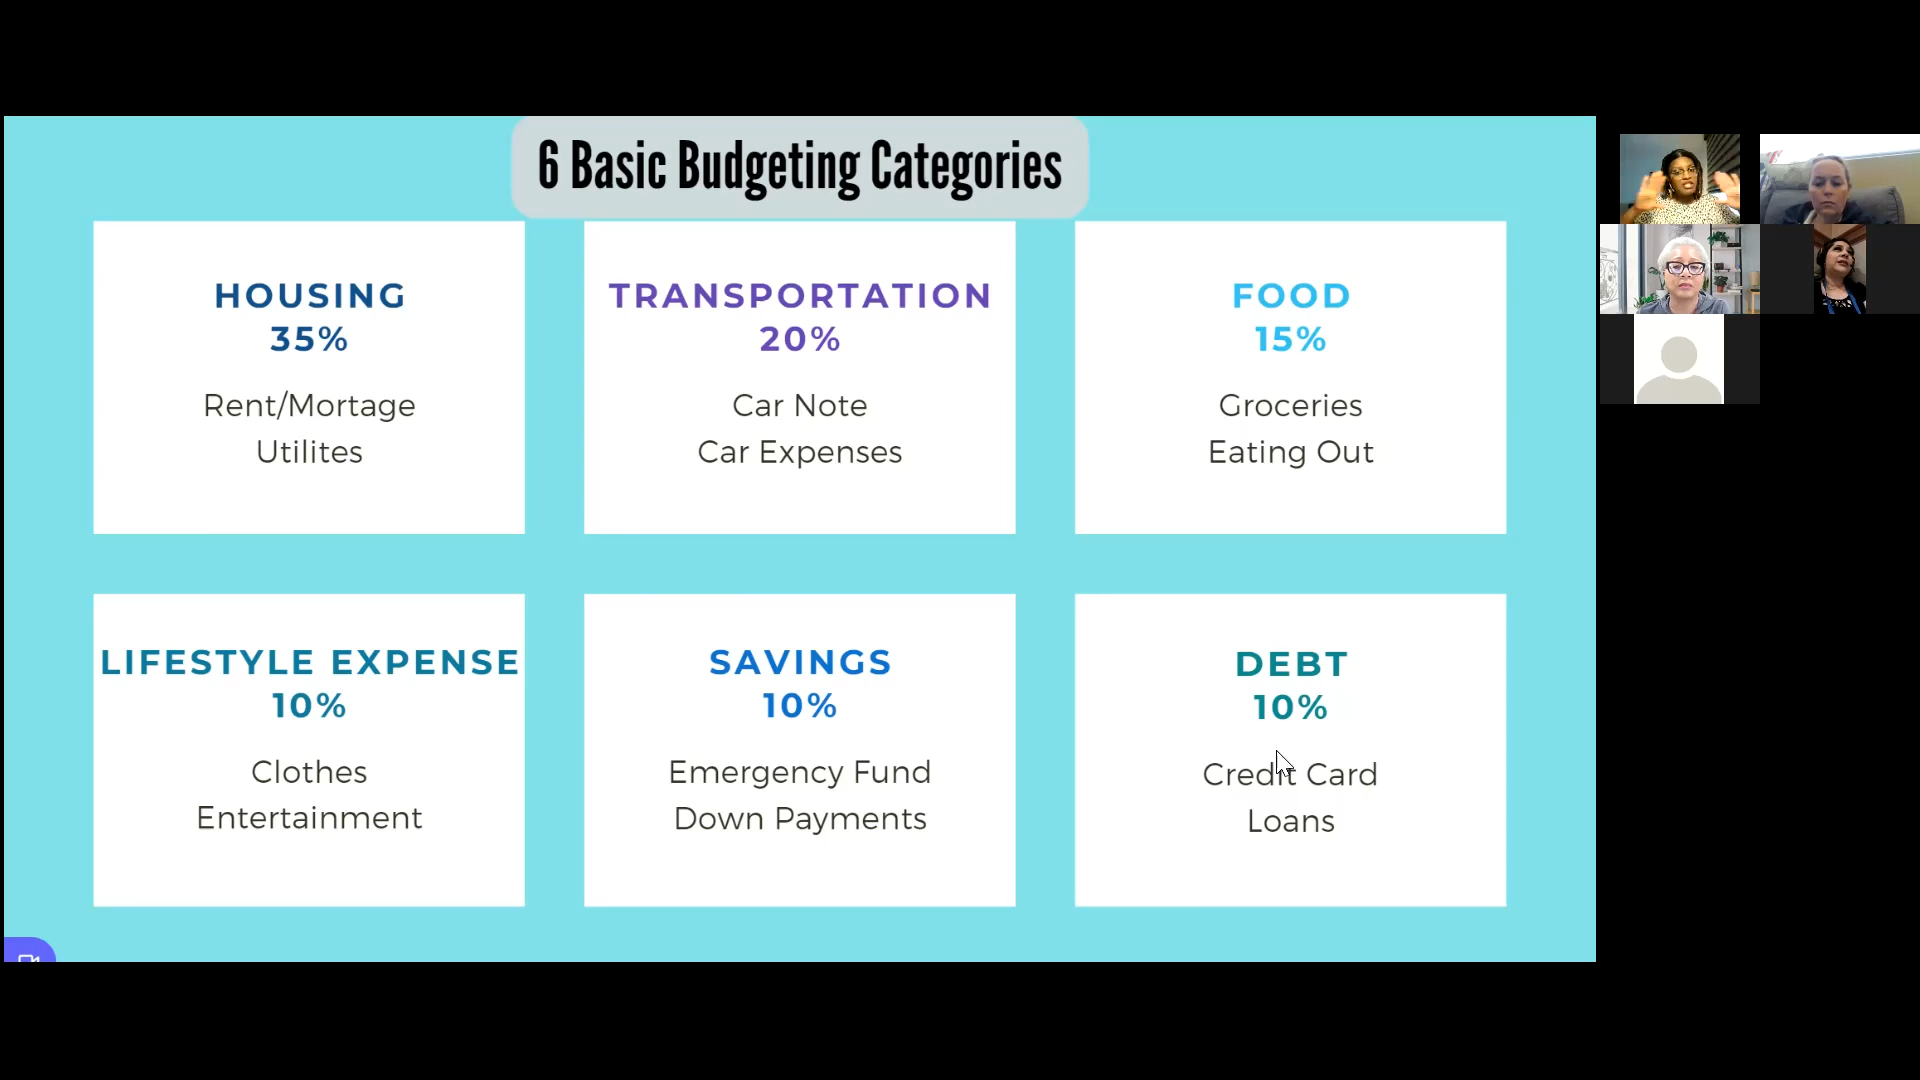 6 Basic Budgeting Categories
HOUSING
35%
Rent/Mortage
Utilites
TRANSPORTATION
20%
Car Note
Car Expenses
FOOD
15%
Groceries
Eating Out
LIFESTYLE EXPENSE
10%
Clothes
Entertainment
SAVINGS
10%
Emergency Fund
Down Payments
DEBT
10%
Credit Card
Loans